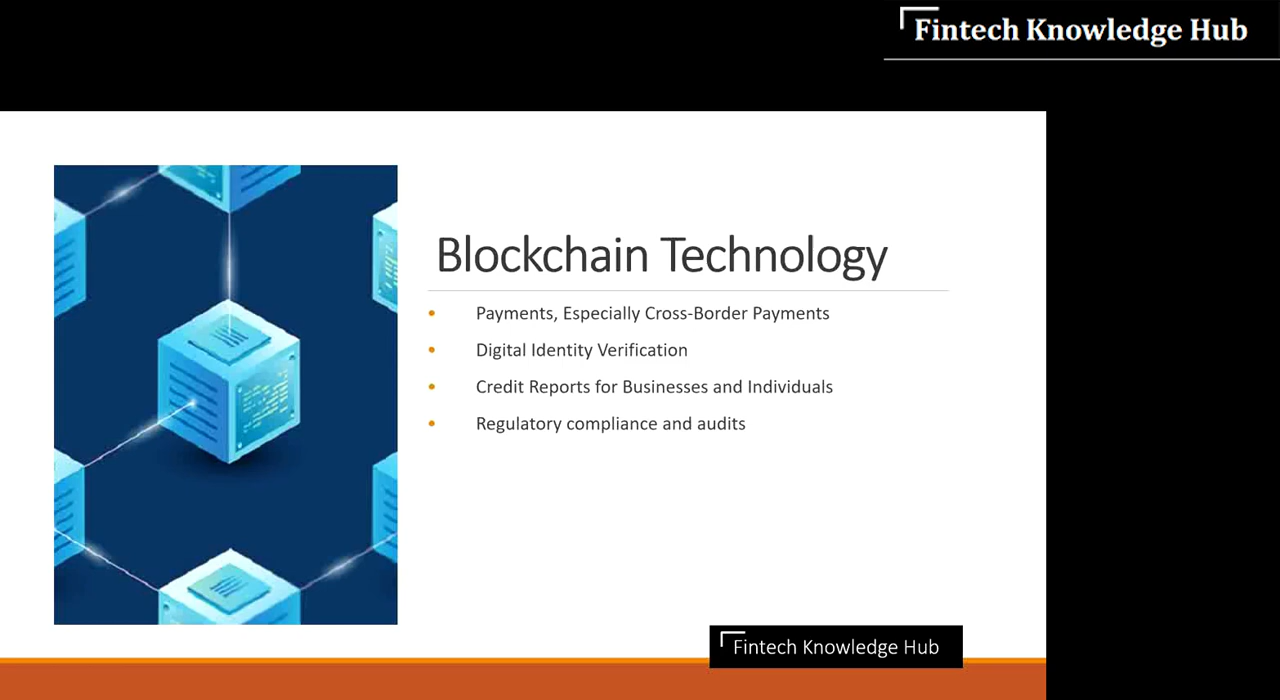 Fintech Knowledge Hub
Blockchain Technology
• Payments, Especially Cross-Border Payments
• Digital Identity Verification
• Credit Reports for Businesses and Individuals
• Regulatory compliance and audits
Fintech Knowledge Hub